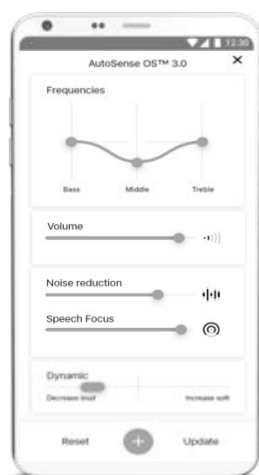 12:30
AutoSense OS™ 3.0
Frequencies
Bass Middle Treble
Volume
Noise reduction
Speech Focus
Dynamic
Decrease loud Increase soft
Reset Update